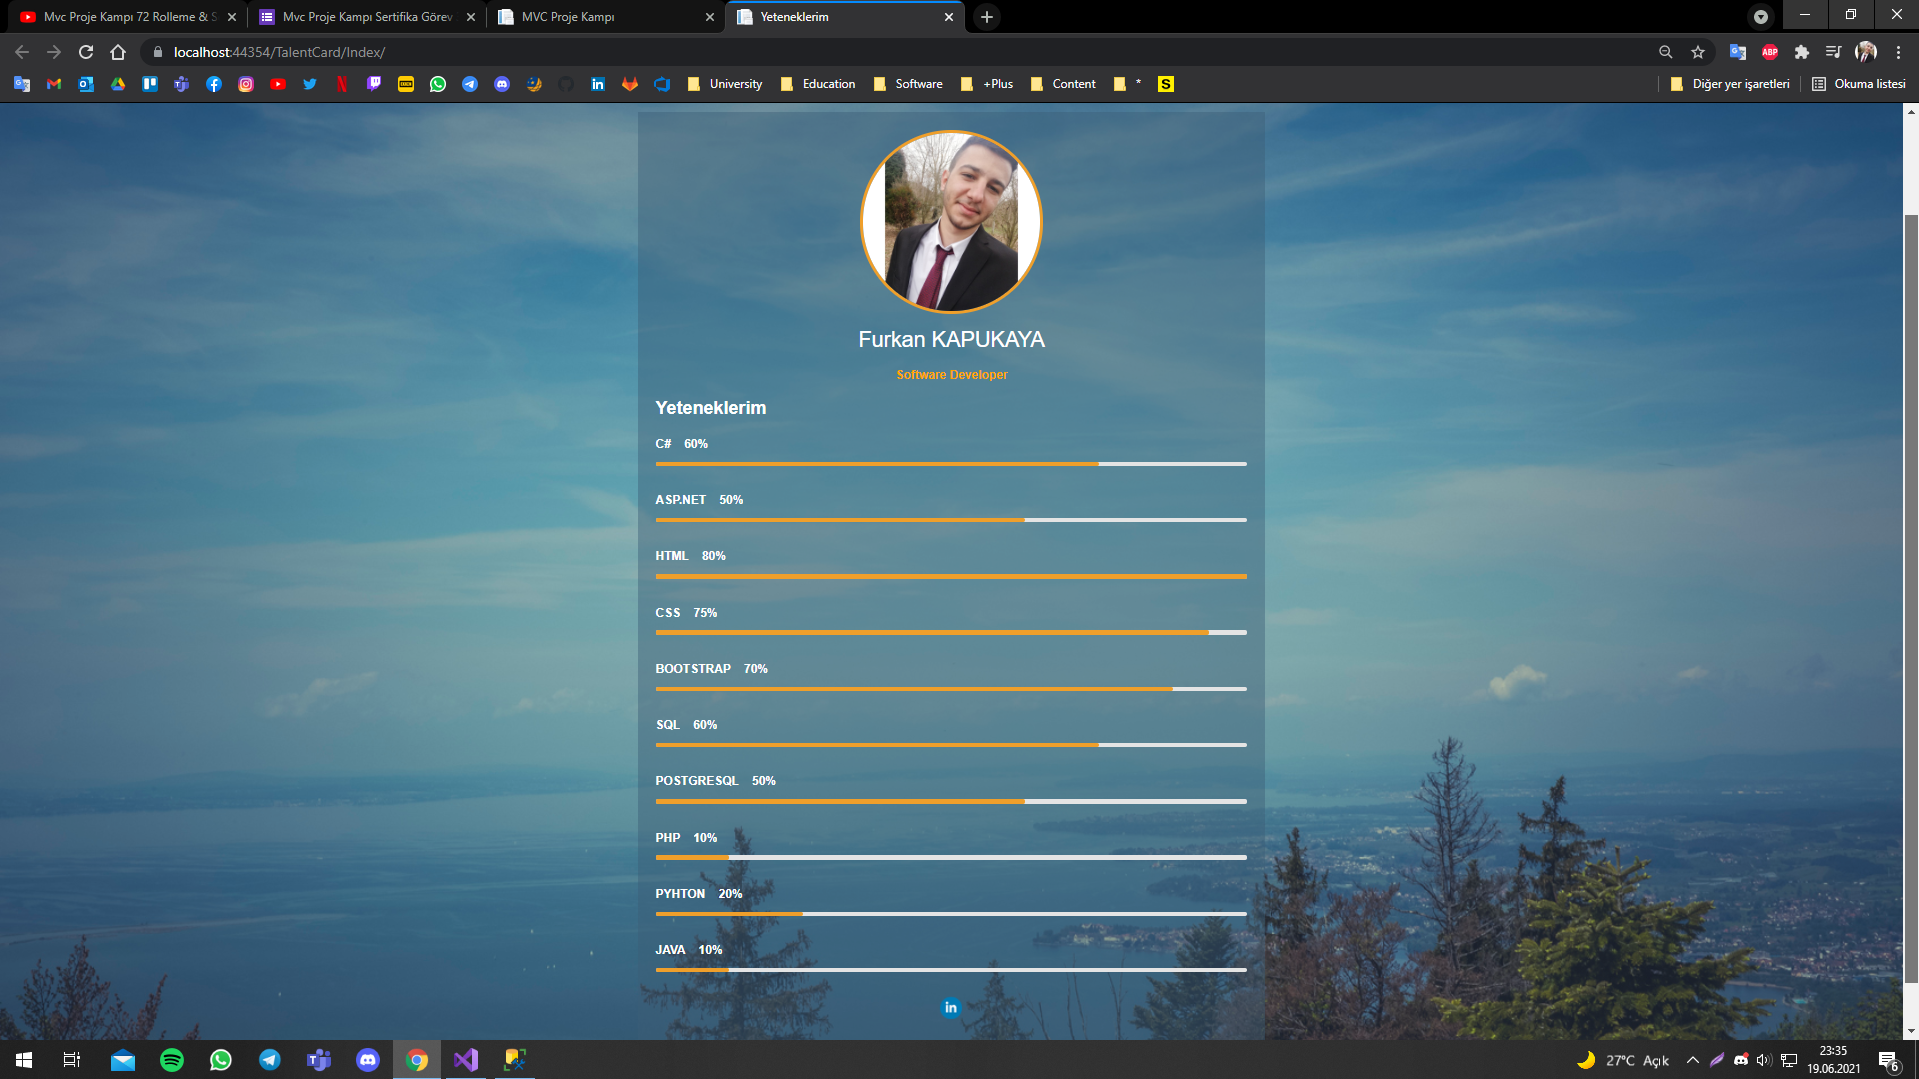 Mvc Proje Kampı 72 Rolleme & S
Mvc Proje Kampı Sertifika Görev
MVC Proje Kampı
Yeteneklerim
localhost:44354/TalentCard/Index/
ABP
University
Education
Software
+Plus
Content
*
S
Diğer yer işaretleri
Okuma listesi
Furkan KAPUKAYA
Software Developer
Yeteneklerim
C# 60%
ASP.NET 50%
HTML 80%
CSS 75%
BOOTSTRAP 70%
SQL 60%
POSTGRESQL 50%
PHP 10%
PYHTON 20%
JAVA 10%
in
27°C Açık
23:35
19.06.2021
6